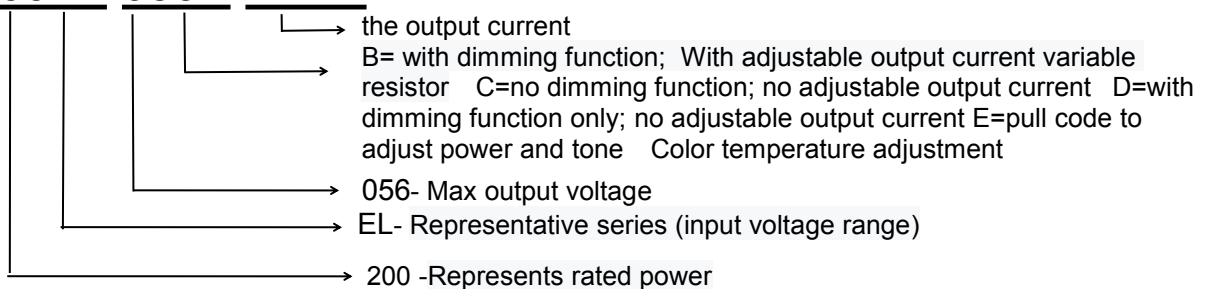 the output current
B= with dimming function; With adjustable output current variable
resistor C=no dimming function; no adjustable output current D=with
dimming function only; no adjustable output current E=pull code to
adjust power and tone Color temperature adjustment
056- Max output voltage
EL- Representative series (input voltage range)
200 -Represents rated power